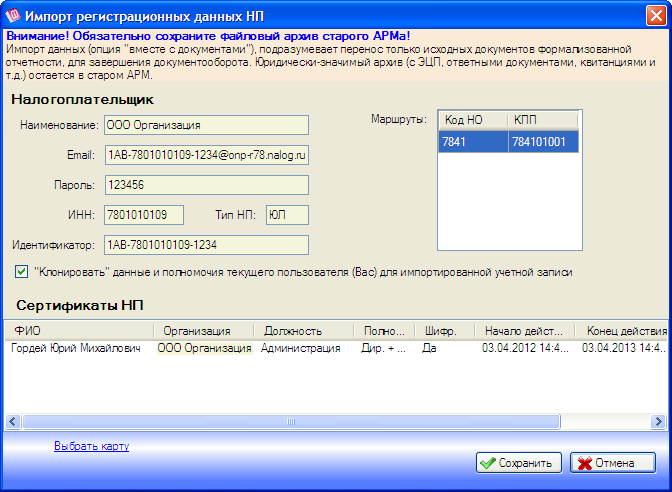 Импорт регистрационных данных НП
Внимание! Обязательно сохраните файловый архив старого АРМа!
Импорт данных (опция "вместе с документами"), подразумевает перенос только исходных документов формализованной
отчетности, для завершения документооборота. Юридически-значимый архив (с ЭЦП, ответными документами, квитанциями и
т.д.) остается в старом АРМ.
Налогоплательщик
Наименование: ООО Организация
Маршруты: Код НО КПП
7841 784101001
Email: 1AB-7801010109-1234@onp-r78.nalog.ru
Пароль: 123456
ИНН: 7801010109 Тип НП: ЮЛ
Идентификатор: 1AB-7801010109-1234
"Клонировать" данные и полномочия текущего пользователя (Вас) для импортированной учетной записи
Сертификаты НП
ФИО Организация Должность Полно... Шифр. Начало дейст... Конец действия
Гордей Юрий Михайлович ООО Организация Администрация Дир. + ... Да 03.04.2012 14:4... 03.04.2013 14:4...
Выбрать карту
Сохранить Отмена